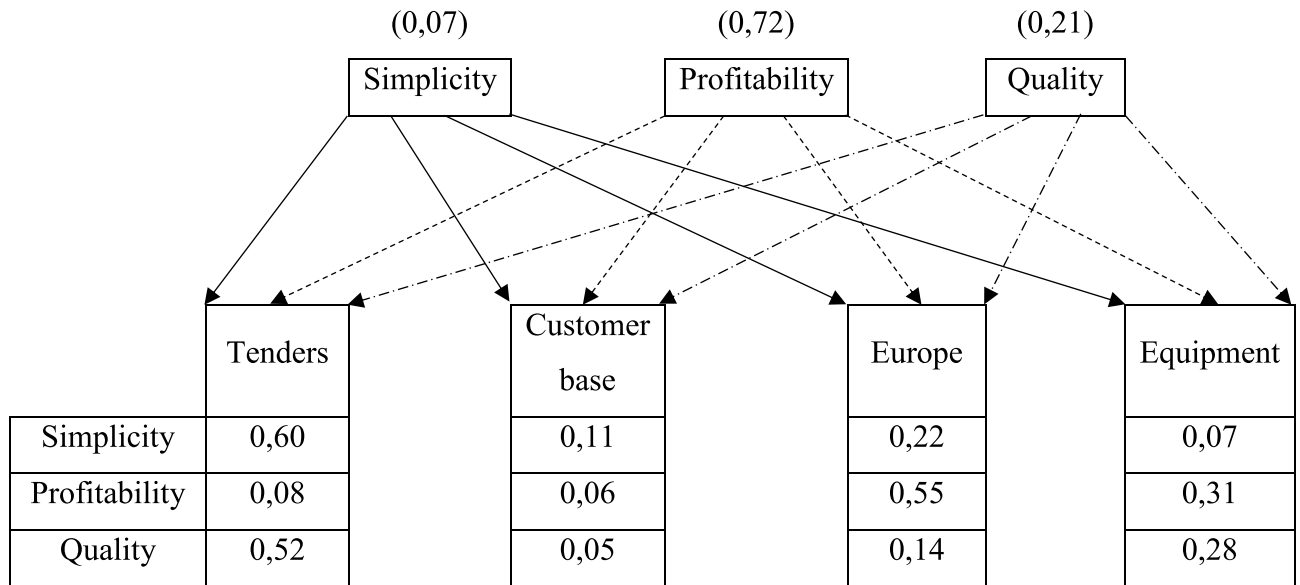 (0,07) (0,72) (0,21)
Simplicity Profitability Quality
Tenders Customer base Europe Equipment
Simplicity 0,60 0,11 0,22 0,07
Profitability 0,08 0,06 0,55 0,31
Quality 0,52 0,05 0,14 0,28